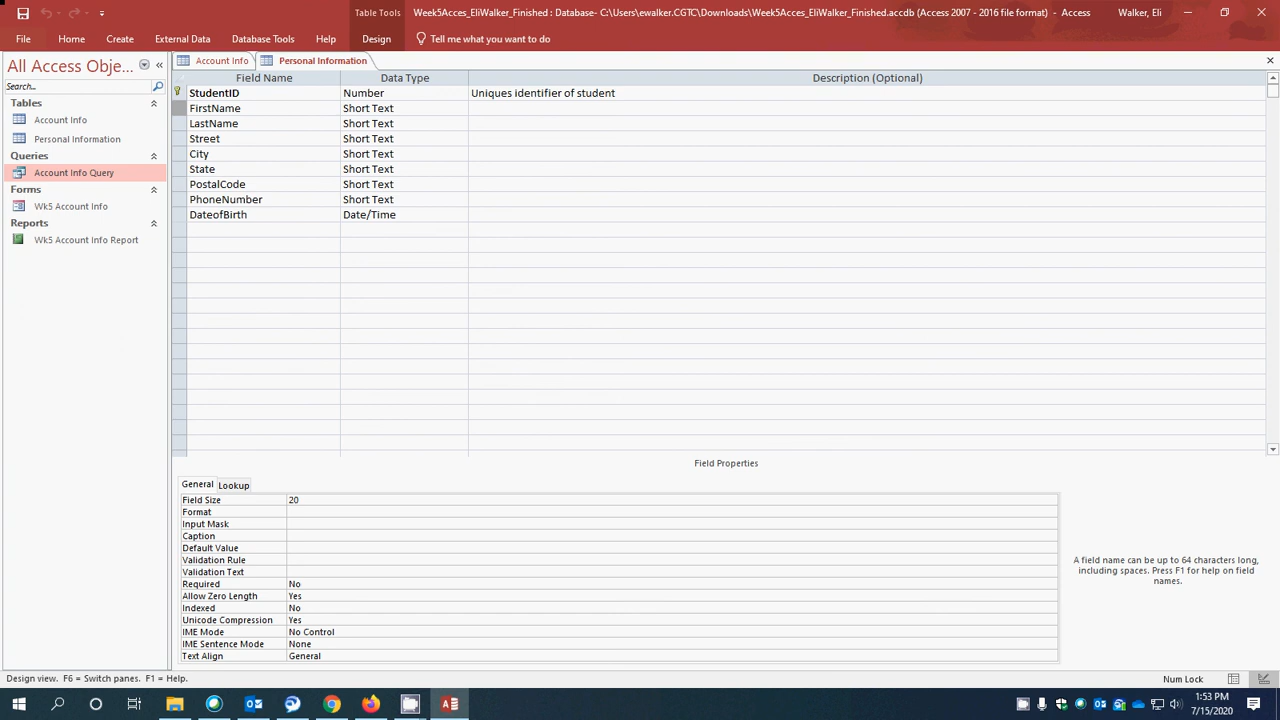 Table Tools
Week5Acces_EliWalker_Finished : Database- C:\Users\ewalker.CGTC\Downloads\Week5Acces_EliWalker_Finished.accdb (Access 2007 - 2016 file format) - Access
Walker, Eli
File Home Create External Data Database Tools Help Design Tell me what you want to do
All Access Obje... «
Account Info Personal Information
Search...
Tables
Account Info
Personal Information
Queries
Account Info Query
Forms
Wk5 Account Info
Reports
Wk5 Account Info Report
Field Name Data Type Description (Optional)
StudentID Number Uniques identifier of student
FirstName Short Text
LastName Short Text
Street Short Text
City Short Text
State Short Text
PostalCode Short Text
PhoneNumber Short Text
DateofBirth Date/Time
Field Properties
General Lookup
Field Size 20
Format
Input Mask
Caption
Default Value
Validation Rule
Validation Text
Required No
Allow Zero Length Yes
Indexed No
Unicode Compression Yes
IME Mode No Control
IME Sentence Mode None
Text Align General
A field name can be up to 64 characters long,
including spaces. Press F1 for help on field
names.
Design view. F6 = Switch panes. F1 = Help.
Num Lock
1:53 PM
7/15/2020